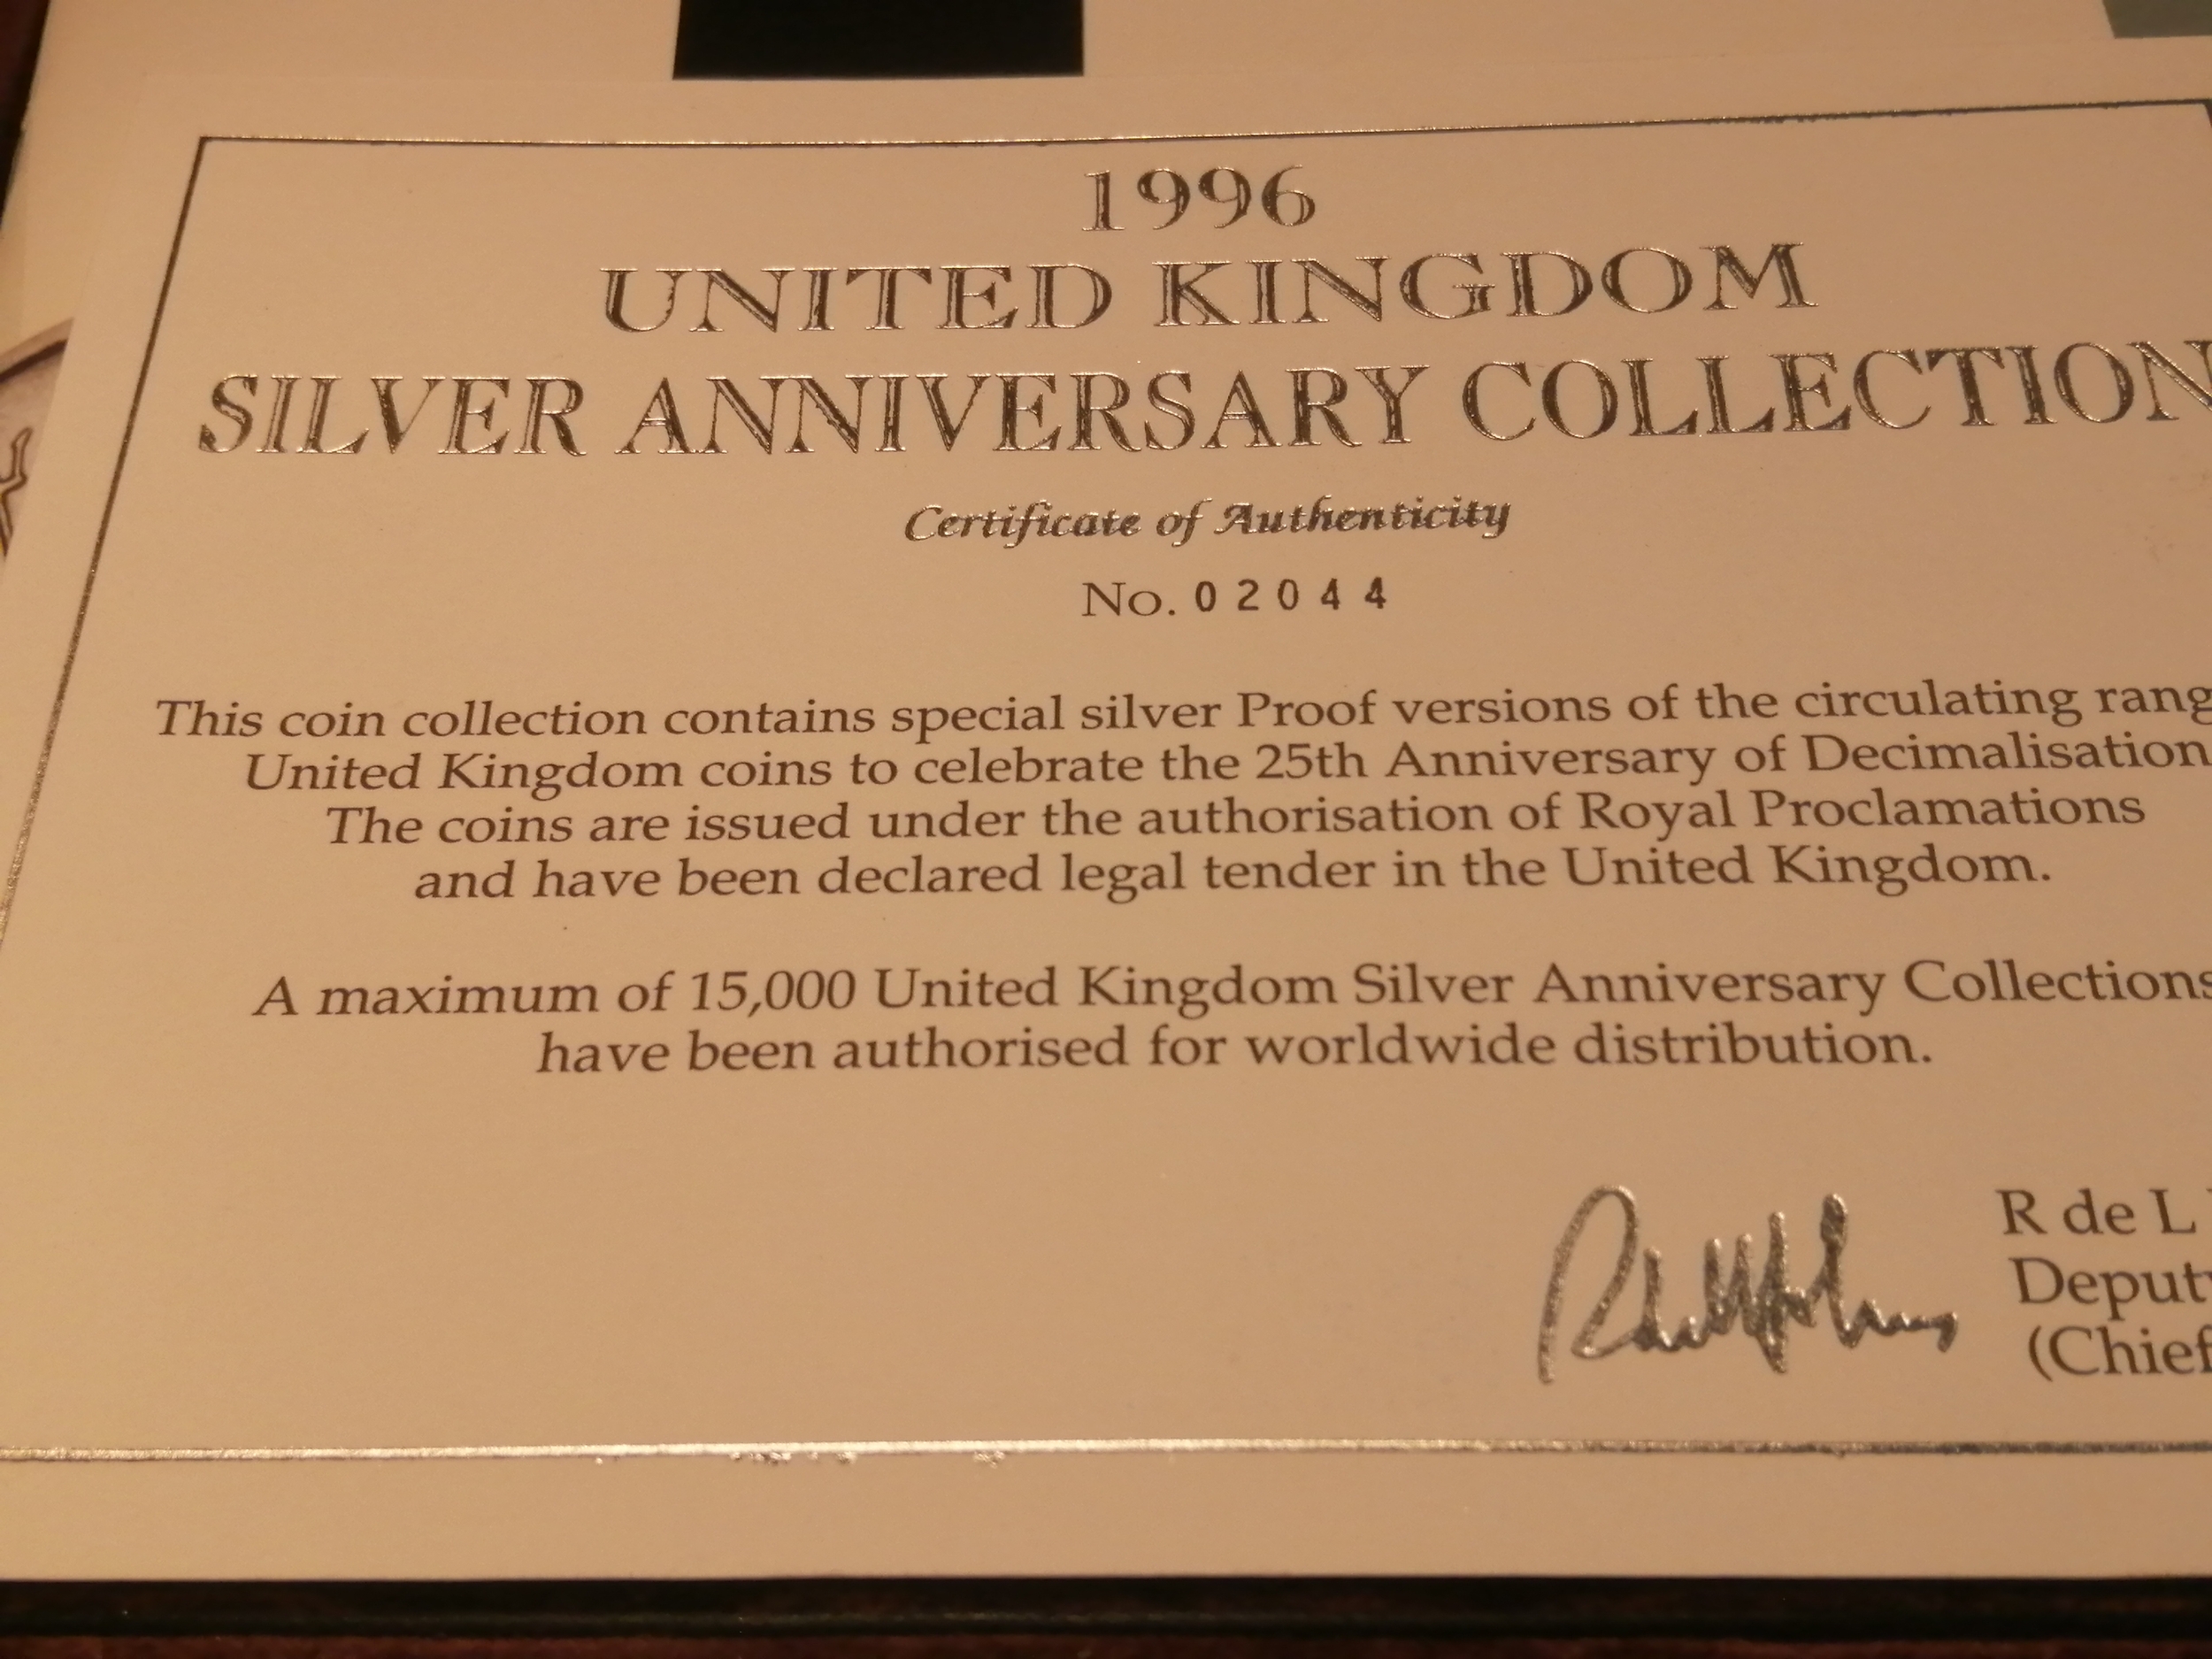 1996
UNITED KINGDOM
SILVER ANNIVERSARY COLLECTION
Certificate of Authenticity
No. 02044
This coin collection contains special silver Proof versions of the circulating rang
United Kingdom coins to celebrate the 25th Anniversary of Decimalisation
The coins are issued under the authorisation of Royal Proclamations
and have been declared legal tender in the United Kingdom.
A maximum of 15,000 United Kingdom Silver Anniversary Collections
have been authorised for worldwide distribution.
R de L
Deput
(Chief